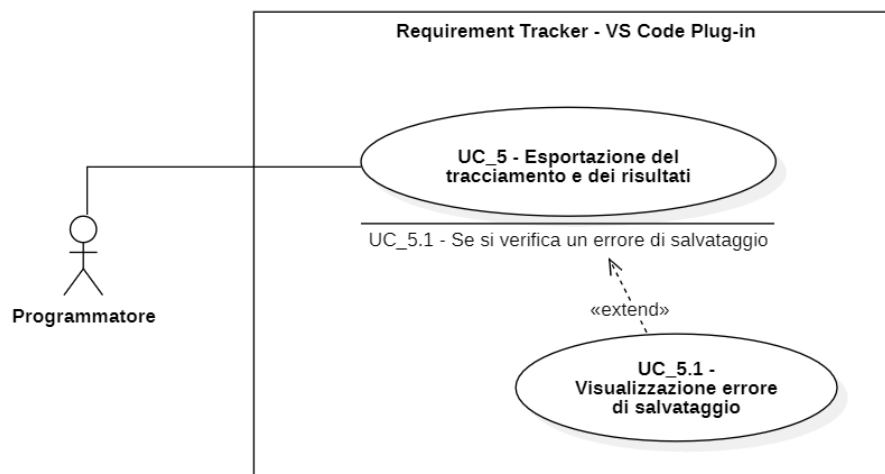 Requirement Tracker - VS Code Plug-in
UC_5 - Esportazione del
tracciamento e dei risultati
UC_5.1 - Se si verifica un errore di salvataggio
«extend»
Programmatore
UC_5.1 -
Visualizzazione errore
di salvataggio